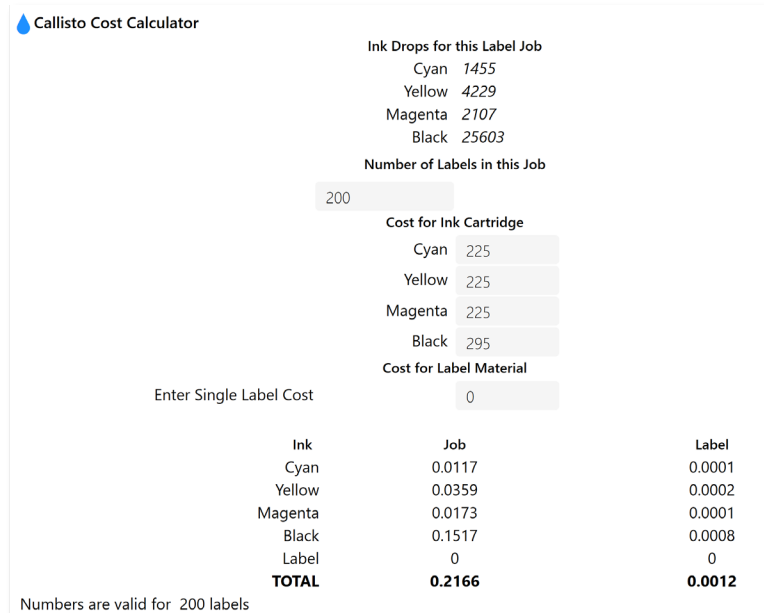 Callisto Cost Calculator
Ink Drops for this Label Job
Cyan 1455
Yellow 4229
Magenta 2107
Black 25603
Number of Labels in this Job
200
Cost for Ink Cartridge
Cyan 225
Yellow 225
Magenta 225
Black 295
Cost for Label Material
Enter Single Label Cost 0
Ink Job Label
Cyan 0.0117 0.0001
Yellow 0.0359 0.0002
Magenta 0.0173 0.0001
Black 0.1517 0.0008
Label 0 0
TOTAL 0.2166 0.0012
Numbers are valid for 200 labels